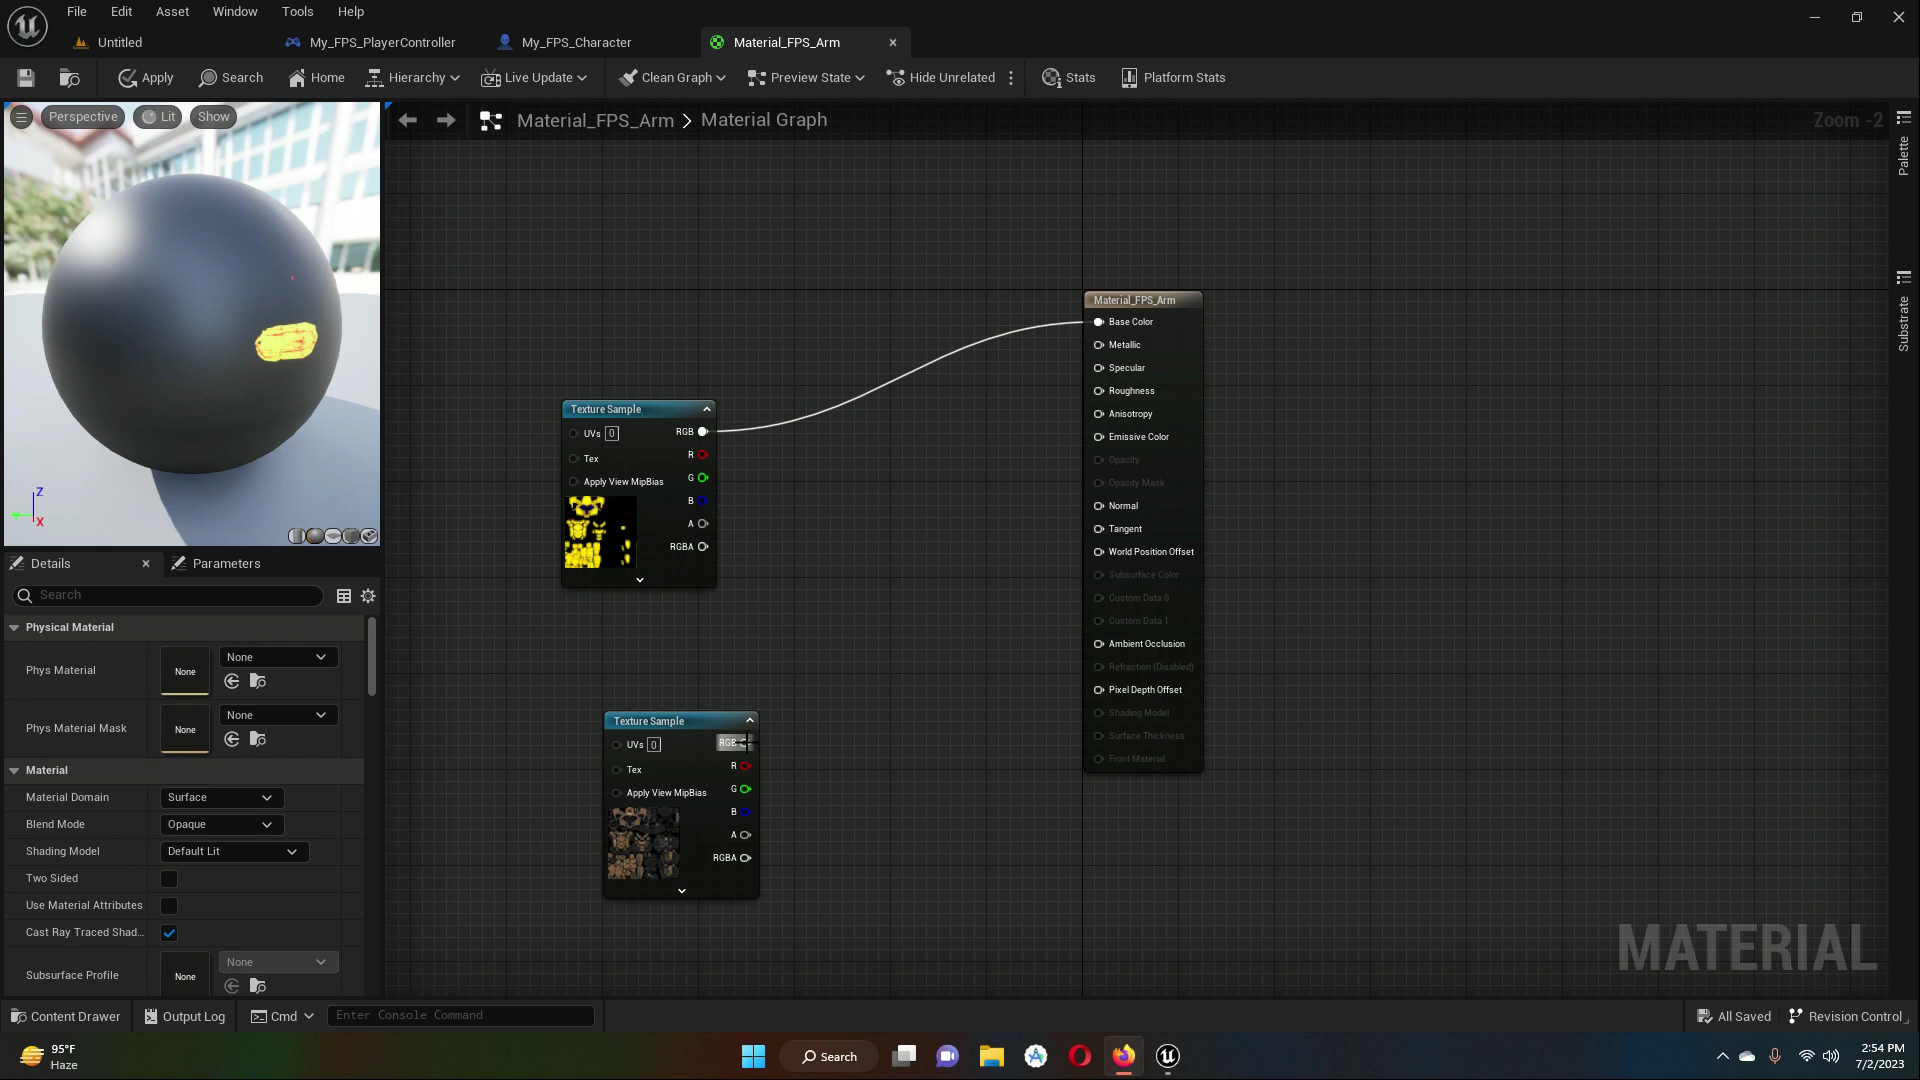 File Edit Asset Window Tools Help
Untitled My_FPS_PlayerController My_FPS_Character Material_FPS_Arm
Apply Search Home Hierarchy Live Update Clean Graph Preview State Hide Unrelated Stats Platform Stats
Perspective Lit Show
Material_FPS_Arm > Material Graph
Zoom -2
Palette
Substrate
Z
Y
X
Material_FPS_Arm
Base Color
Metallic
Specular
Roughness
Anisotropy
Emissive Color
Opacity
Opacity Mask
Normal
Tangent
World Position Offset
Subsurface Color
Custom Data 0
Custom Data 1
Ambient Occlusion
Refraction (Disabled)
Pixel Depth Offset
Shading Model
Surface Thickness
Front Material
Texture Sample
UVs 0 RGB
Tex R
Apply View MipBias G
B
A
RGBA
Texture Sample
UVs 0 RGB
Tex R
Apply View MipBias G
B
A
RGBA
MATERIAL
Details Parameters
Search
Physical Material
Phys Material None None
Phys Material Mask None None
Material
Material Domain Surface
Blend Mode Opaque
Shading Model Default Lit
Two Sided
Use Material Attributes
Cast Ray Traced Shad...
Subsurface Profile None None
Content Drawer Output Log Cmd Enter Console Command All Saved Revision Control
95°F
Haze
Search
2:54 PM
7/2/2023